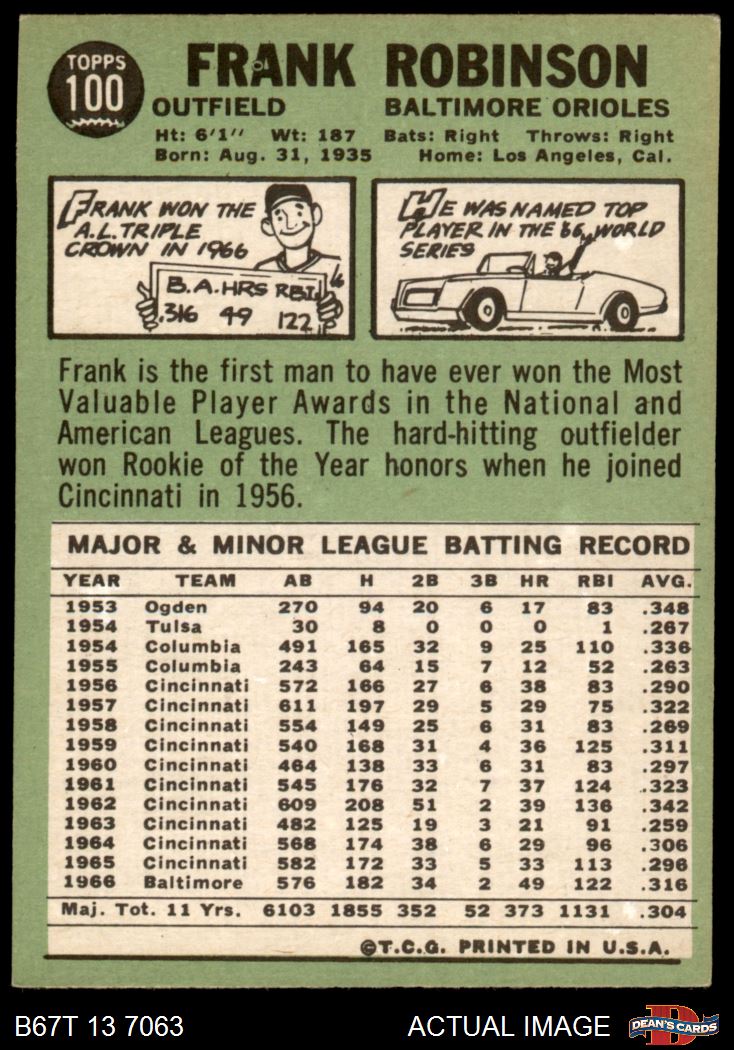 TOPPS
100
FRANK ROBINSON
OUTFIELD BALTIMORE ORIOLES
Ht: 6'1" Wt: 187 Bats: Right Throws: Right
Born: Aug. 31, 1935 Home: Los Angeles, Cal.
FRANK WON THE
A.L. TRIPLE
CROWN IN 1966
B.A. HRS RBI
.316 49 122
HE WAS NAMED TOP
PLAYER IN THE '66 WORLD
SERIES
Frank is the first man to have ever won the Most
Valuable Player Awards in the National and
American Leagues. The hard-hitting outfielder
won Rookie of the Year honors when he joined
Cincinnati in 1956.
MAJOR & MINOR LEAGUE BATTING RECORD
YEAR TEAM AB H 2B 3B HR RBI AVG.
1953 Ogden 270 94 20 6 17 83 .348
1954 Tulsa 30 8 0 0 0 1 .267
1954 Columbia 491 165 32 9 25 110 .336
1955 Columbia 243 64 15 7 12 52 .263
1956 Cincinnati 572 166 27 6 38 83 .290
1957 Cincinnati 611 197 29 5 29 75 .322
1958 Cincinnati 554 149 25 6 31 83 .269
1959 Cincinnati 540 168 31 4 36 125 .311
1960 Cincinnati 464 138 33 6 31 83 .297
1961 Cincinnati 545 176 32 7 37 124 .323
1962 Cincinnati 609 208 51 2 39 136 .342
1963 Cincinnati 482 125 19 3 21 91 .259
1964 Cincinnati 568 174 38 6 29 96 .306
1965 Cincinnati 582 172 33 5 33 113 .296
1966 Baltimore 576 182 34 2 49 122 .316
Maj. Tot. 11 Yrs. 6103 1855 352 52 373 1131 .304
©T.C.G. PRINTED IN U.S.A.
B67T 13 7063 ACTUAL IMAGE
DEAN'S CARDS